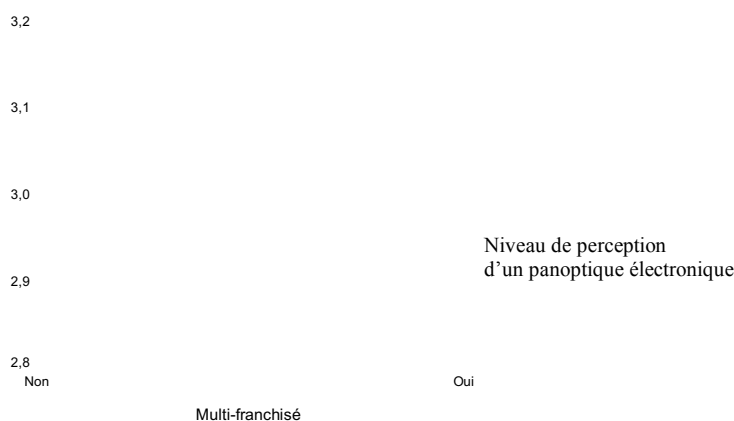 3,2
3,1
3,0
Niveau de perception
d’un panoptique électronique
2,9
2,8
Non Oui
Multi-franchisé